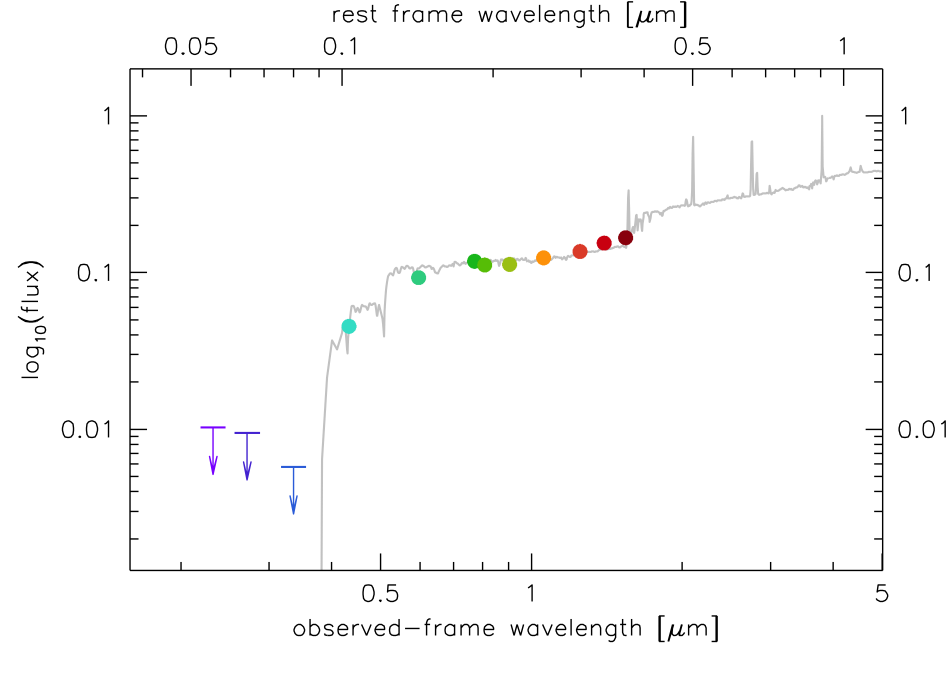 rest frame wavelength [μm]
0.05 0.1 0.5 1
1 1
0.1 0.1
log10(flux)
0.01 0.01
0.5 1 5
observed-frame wavelength [μm]